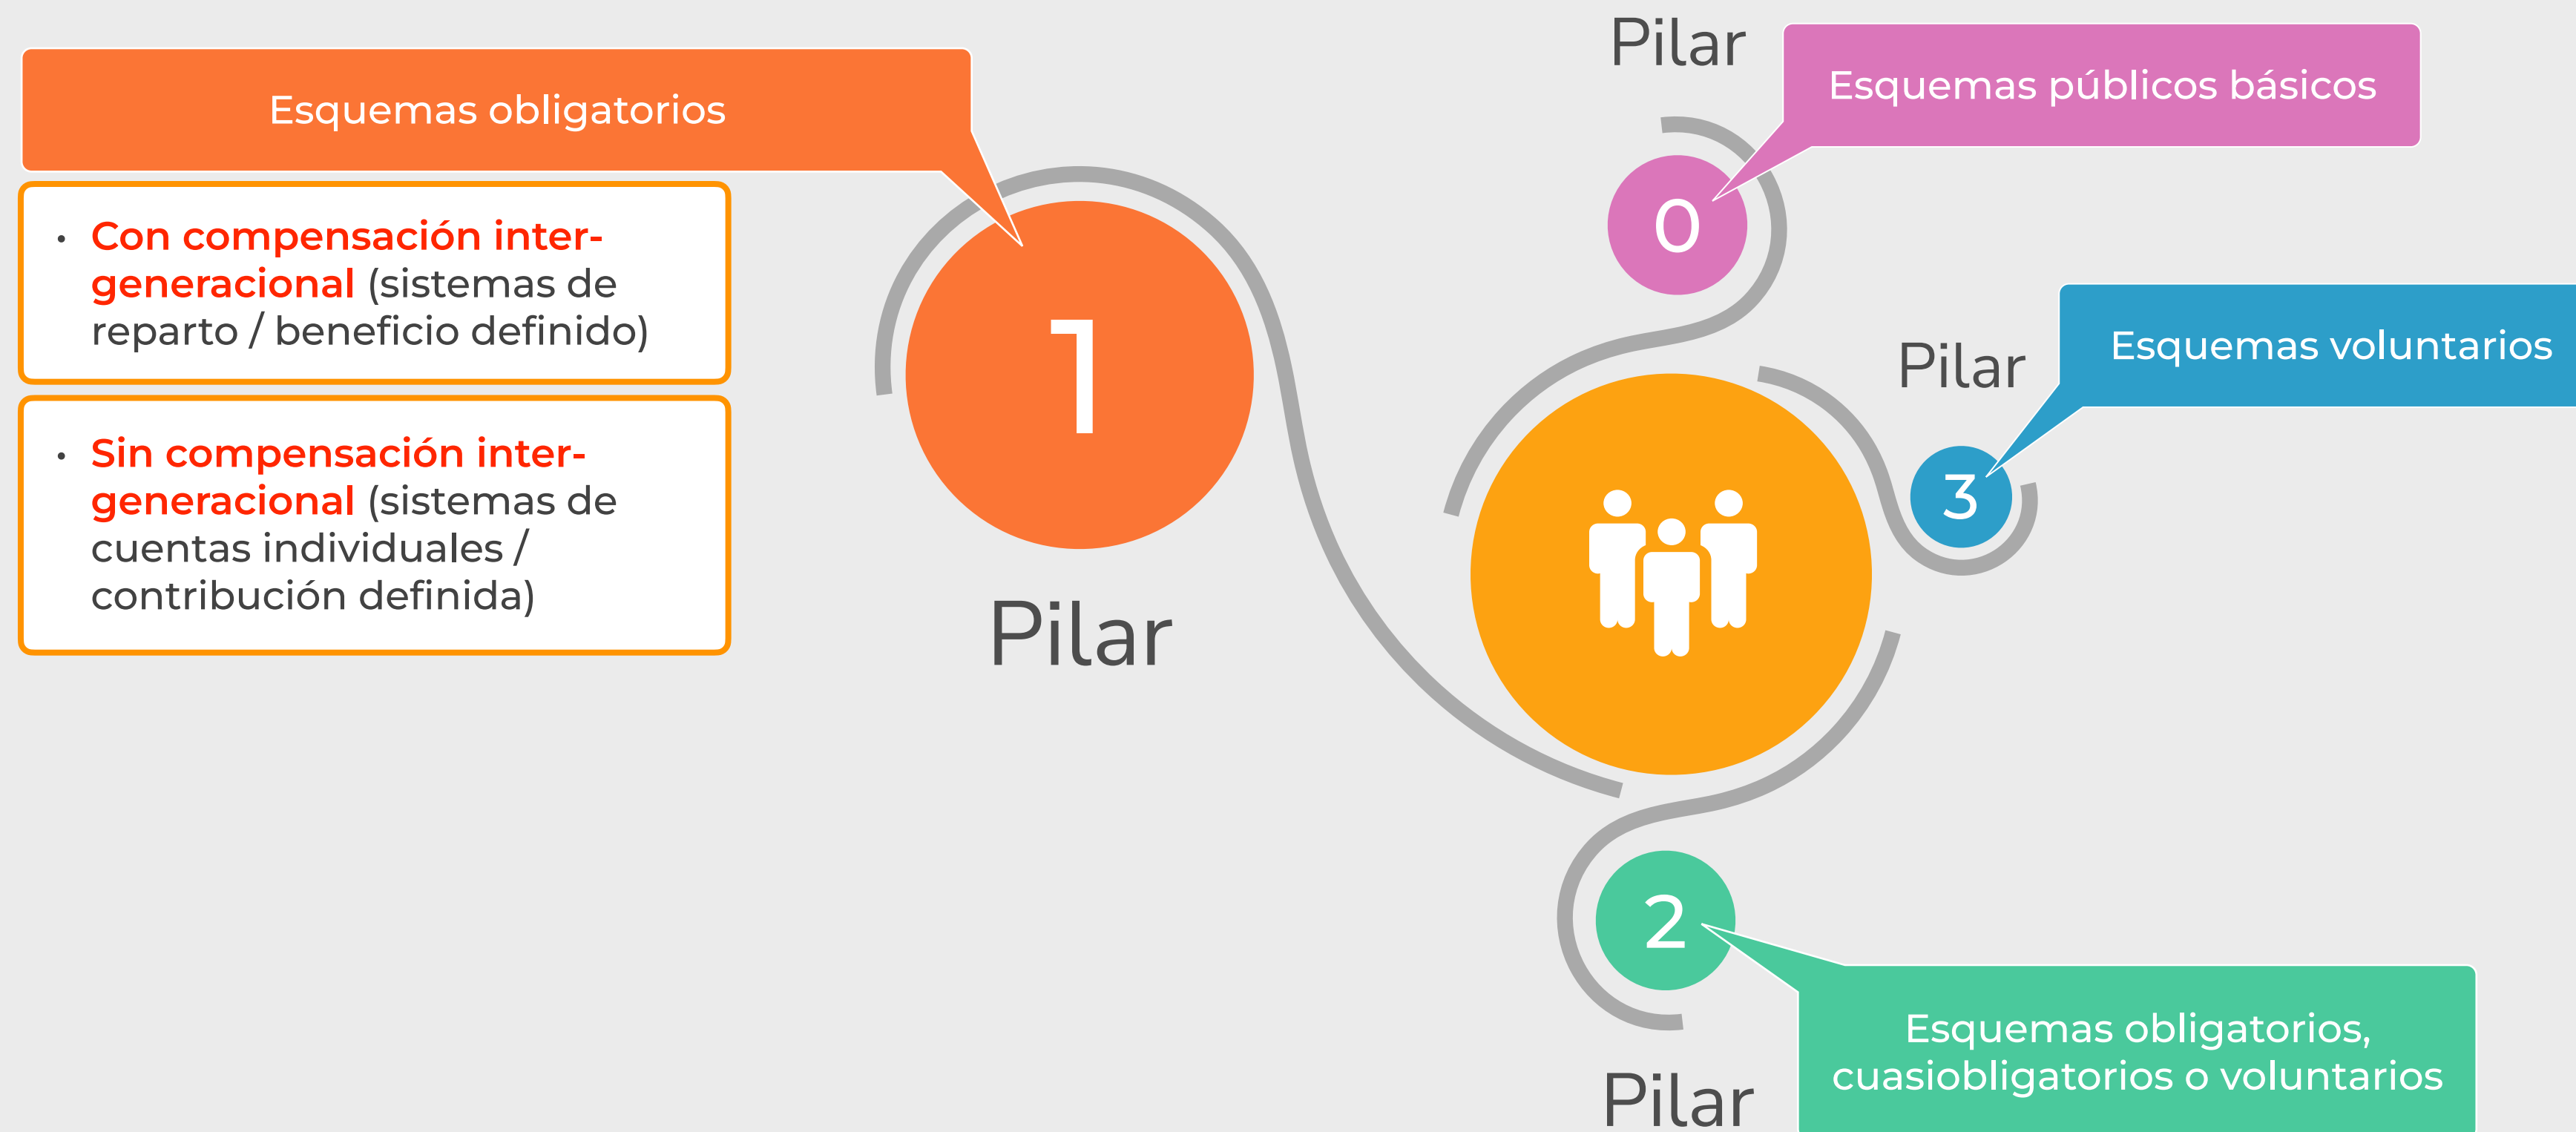 Esquemas obligatorios
• Con compensación inter-
generacional (sistemas de
reparto / beneficio definido)
• Sin compensación inter-
generacional (sistemas de
cuentas individuales /
contribución definida)
1
Pilar
Pilar
0
Esquemas públicos básicos
Pilar
3
Esquemas voluntarios
2
Pilar
Esquemas obligatorios,
cuasiobligatorios o voluntarios